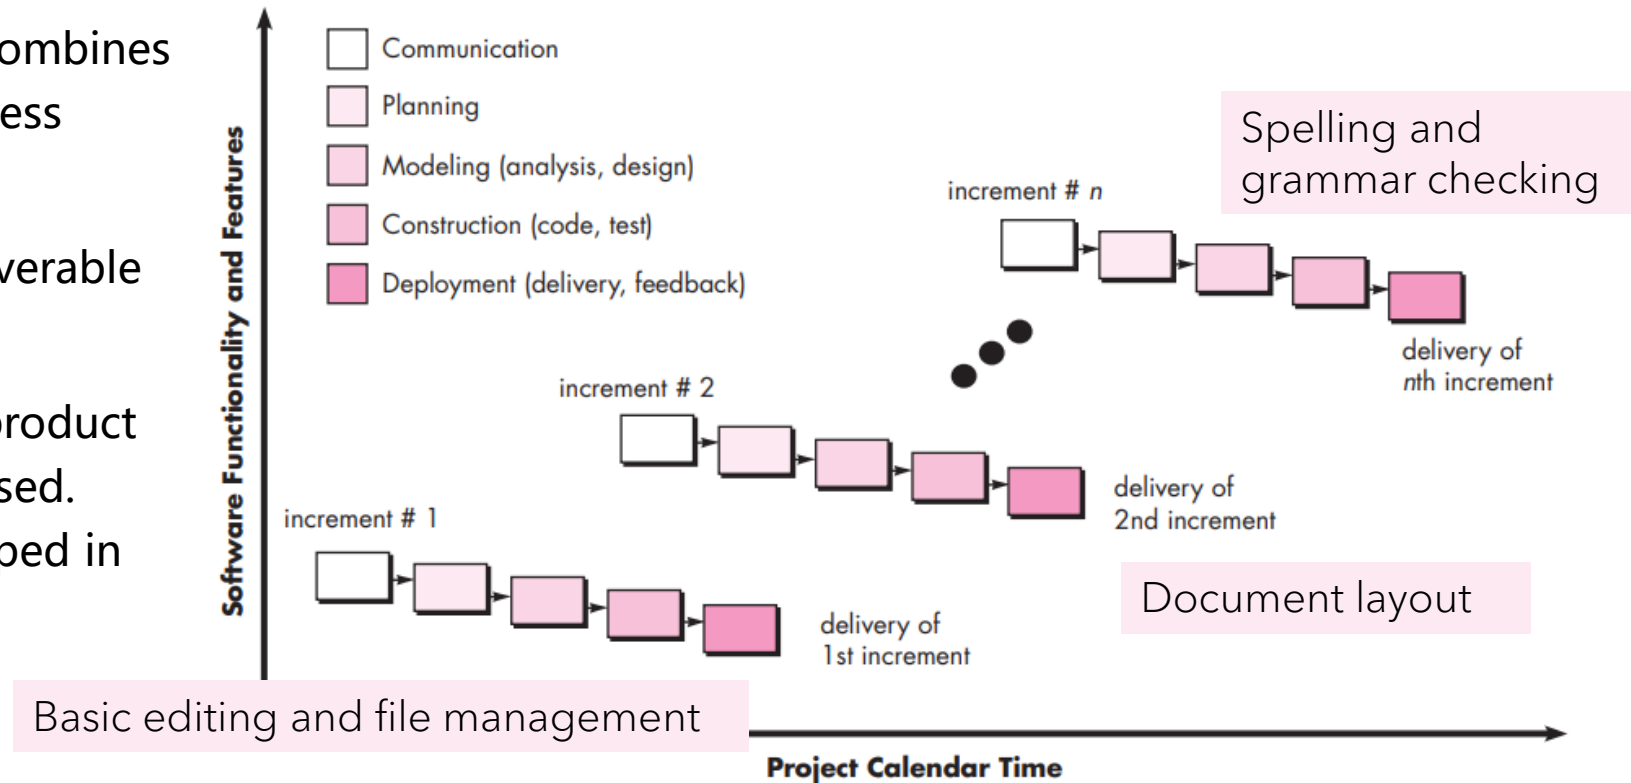 ombines
ess
verable
product
sed.
ped in
Software Functionality and Features
Communication
Planning
Modeling (analysis, design)
Construction (code, test)
Deployment (delivery, feedback)
Spelling and
grammar checking
increment # n
delivery of
nth increment
increment # 2
delivery of
2nd increment
Document layout
increment # 1
delivery of
1st increment
Basic editing and file management
Project Calendar Time